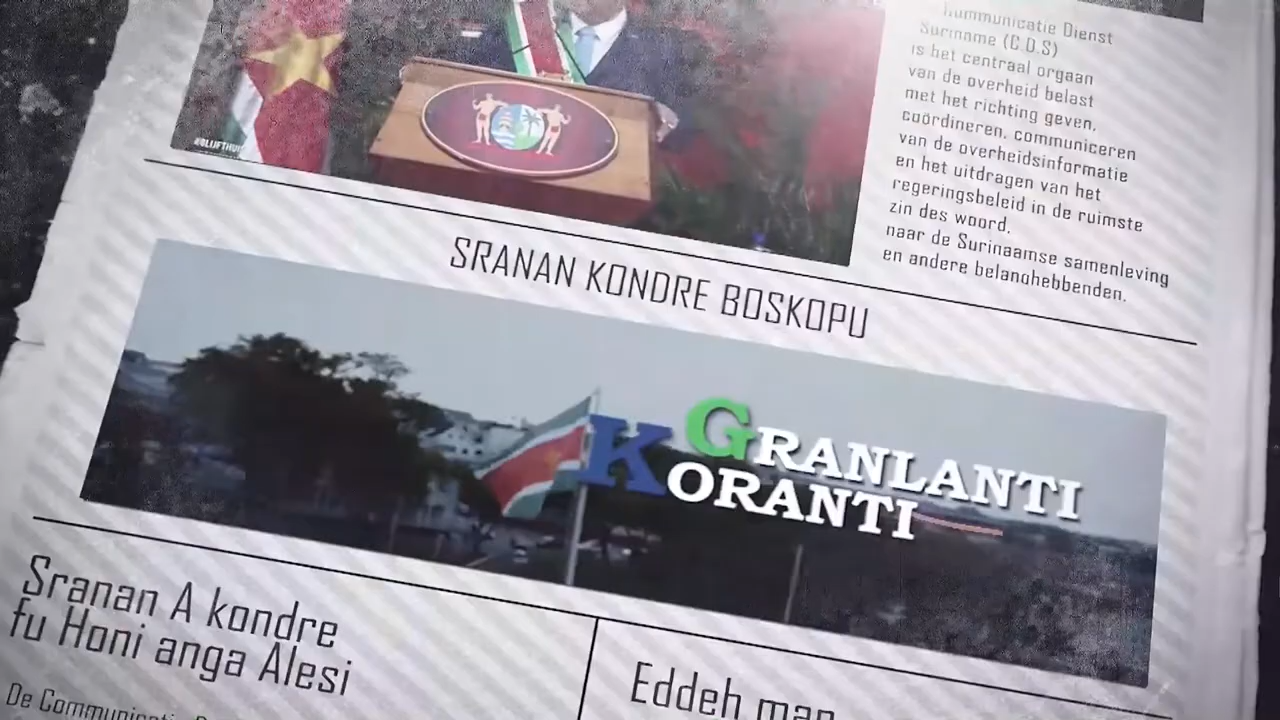 Kommunicatie Dienst
Suriname (C.D.S)
is het centraal orgaan
van de overheid belast
met het richting geven,
coördineren, communiceren
van de overheidsinformatie
en het uitdragen van het
regeringsbeleid in de ruimste
zin des woord,
naar de Surinaamse samenleving
en andere belanghebbenden.
SRANAN KONDRE BOSKOPU
GRANLANTI
KORANTI
Sranan A kondre
fu Honi anga Alesi
Eddeh man
De